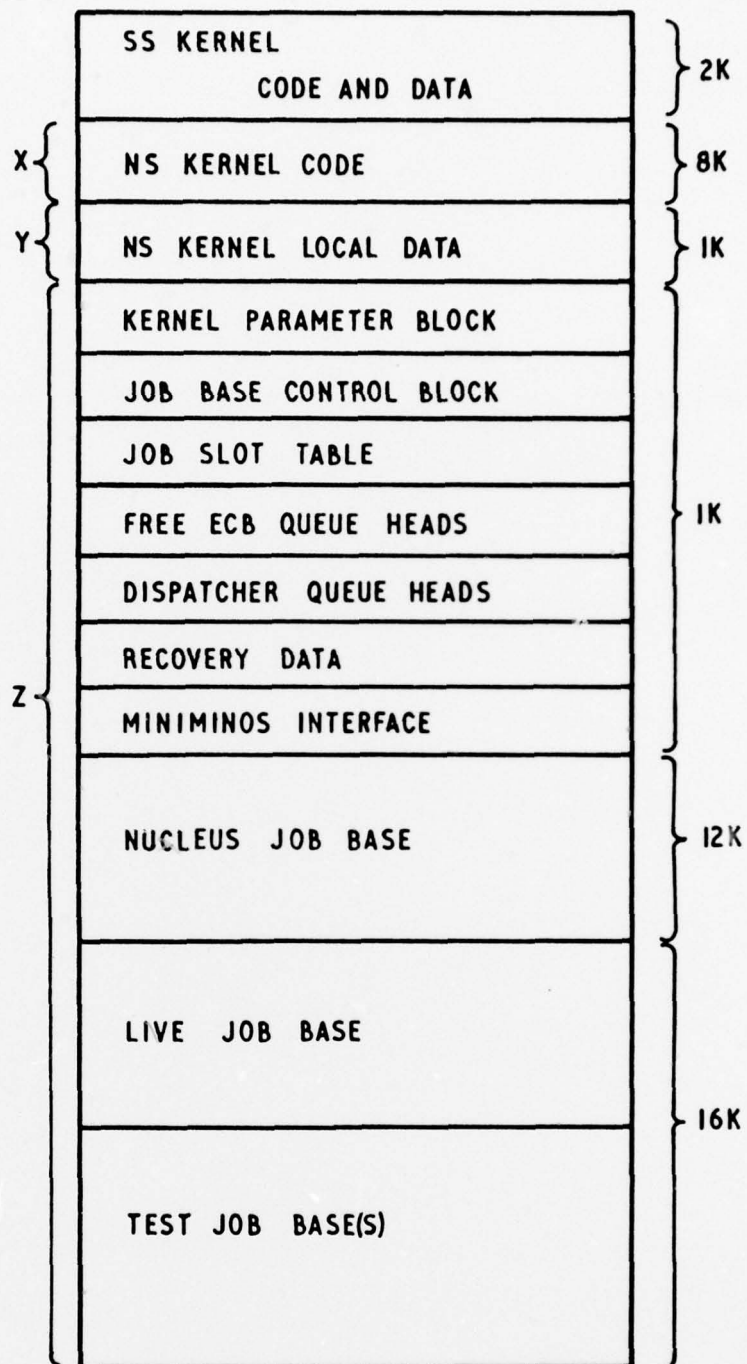 SS KERNEL
CODE AND DATA
2K
X
NS KERNEL CODE
8K
Y
NS KERNEL LOCAL DATA
1K
KERNEL PARAMETER BLOCK
JOB BASE CONTROL BLOCK
JOB SLOT TABLE
FREE ECB QUEUE HEADS
1K
DISPATCHER QUEUE HEADS
RECOVERY DATA
Z
MINIMINOS INTERFACE
NUCLEUS JOB BASE
12K
LIVE JOB BASE
16K
TEST JOB BASE(S)